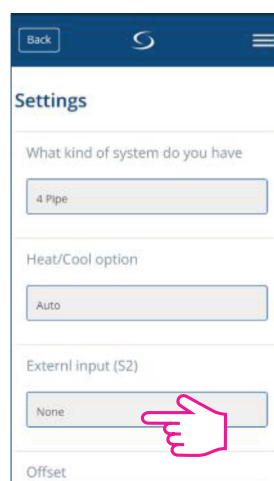 Back
Settings
What kind of system do you have
4 Pipe
Heat/Cool option
Auto
Externl input (S2)
None
Offset